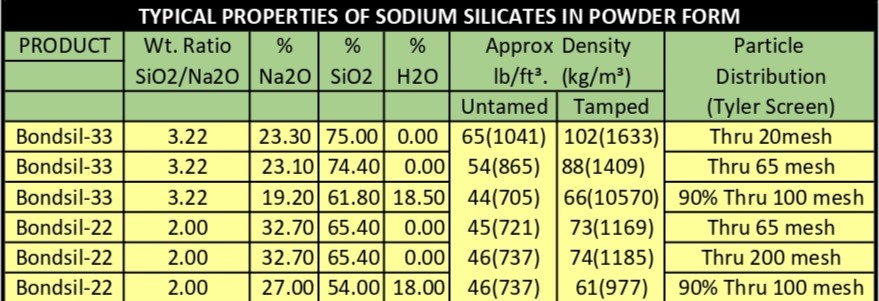 TYPICAL PROPERTIES OF SODIUM SILICATES IN POWDER FORM
PRODUCT Wt. Ratio % % % Approx Density Particle
SiO2/Na2O Na2O SiO2 H2O lb/ft³. (kg/m³) Distribution
Untamed Tamped (Tyler Screen)
Bondsil-33 3.22 23.30 75.00 0.00 65(1041) 102(1633) Thru 20mesh
Bondsil-33 3.22 23.10 74.40 0.00 54(865) 88(1409) Thru 65 mesh
Bondsil-33 3.22 19.20 61.80 18.50 44(705) 66(10570) 90% Thru 100 mesh
Bondsil-22 2.00 32.70 65.40 0.00 45(721) 73(1169) Thru 65 mesh
Bondsil-22 2.00 32.70 65.40 0.00 46(737) 74(1185) Thru 200 mesh
Bondsil-22 2.00 27.00 54.00 18.00 46(737) 61(977) 90% Thru 100 mesh